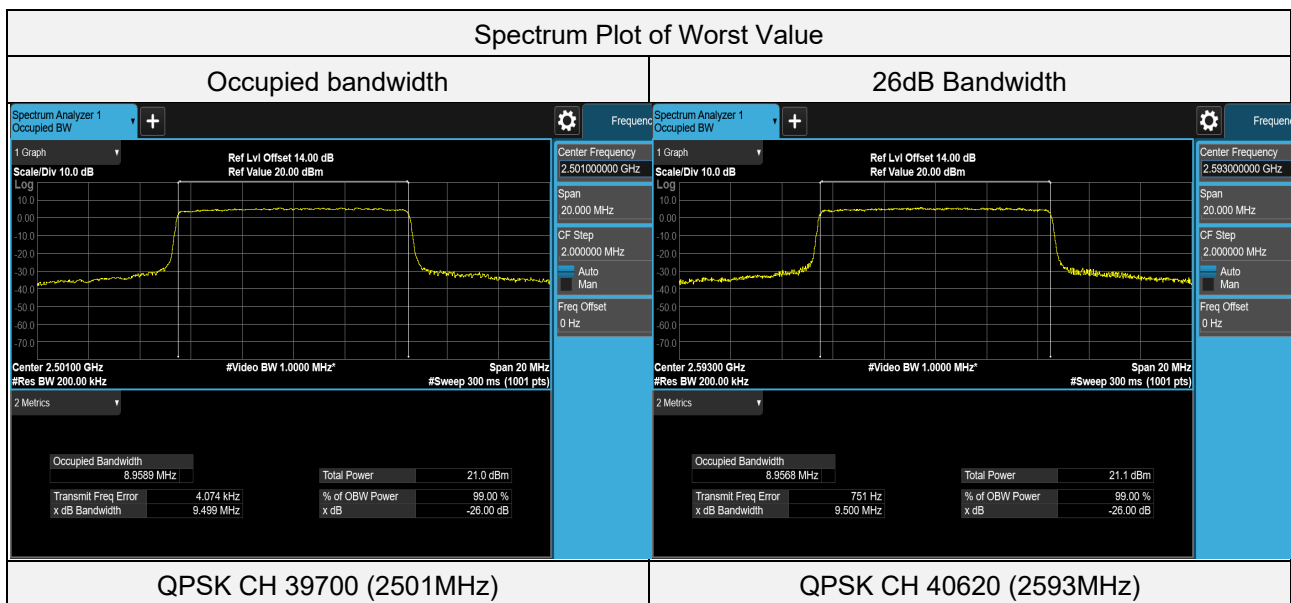 Spectrum Plot of Worst Value
Occupied bandwidth
26dB Bandwidth
Spectrum Analyzer 1
Occupied BW
+
Frequenc
1 Graph
Scale/Div 10.0 dB
Ref Lvl Offset 14.00 dB
Ref Value 20.00 dBm
Log
10.0
0.00
-10.0
-20.0
-30.0
-40.0
-50.0
-60.0
-70.0
Center 2.50100 GHz
#Video BW 1.0000 MHz*
Span 20 MHz
#Res BW 200.00 kHz
#Sweep 300 ms (1001 pts)
Center Frequency
2.501000000 GHz
Span
20.000 MHz
CF Step
2.000000 MHz
Auto
Man
Freq Offset
0 Hz
2 Metrics
Occupied Bandwidth
8.9589 MHz
Total Power 21.0 dBm
Transmit Freq Error 4.074 kHz
% of OBW Power 99.00 %
x dB Bandwidth 9.499 MHz
x dB -26.00 dB
Spectrum Analyzer 1
Occupied BW
+
Frequen
1 Graph
Scale/Div 10.0 dB
Ref Lvl Offset 14.00 dB
Ref Value 20.00 dBm
Log
10.0
0.00
-10.0
-20.0
-30.0
-40.0
-50.0
-60.0
-70.0
Center 2.59300 GHz
#Video BW 1.0000 MHz*
Span 20 MHz
#Res BW 200.00 kHz
#Sweep 300 ms (1001 pts)
Center Frequency
2.593000000 GHz
Span
20.000 MHz
CF Step
2.000000 MHz
Auto
Man
Freq Offset
0 Hz
2 Metrics
Occupied Bandwidth
8.9568 MHz
Total Power 21.1 dBm
Transmit Freq Error 751 Hz
% of OBW Power 99.00 %
x dB Bandwidth 9.500 MHz
x dB -26.00 dB
QPSK CH 39700 (2501MHz)
QPSK CH 40620 (2593MHz)